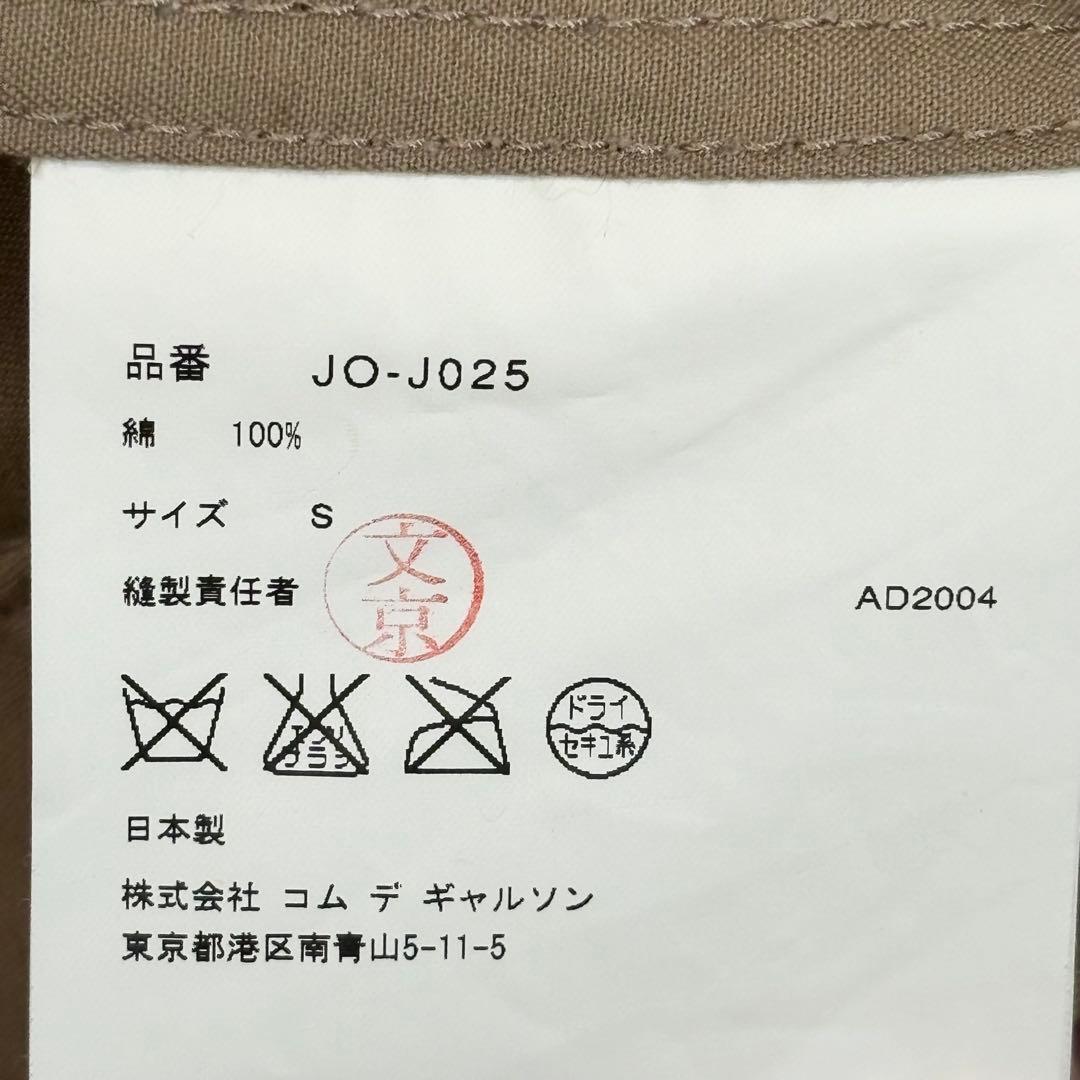 品番 JO-J025
綿 100%
サイズ S
縫製責任者 文京 AD2004
エンソ
フラン
ドライ
セキユ系
日本製
株式会社 コム デ ギャルソン
東京都港区南青山5-11-5